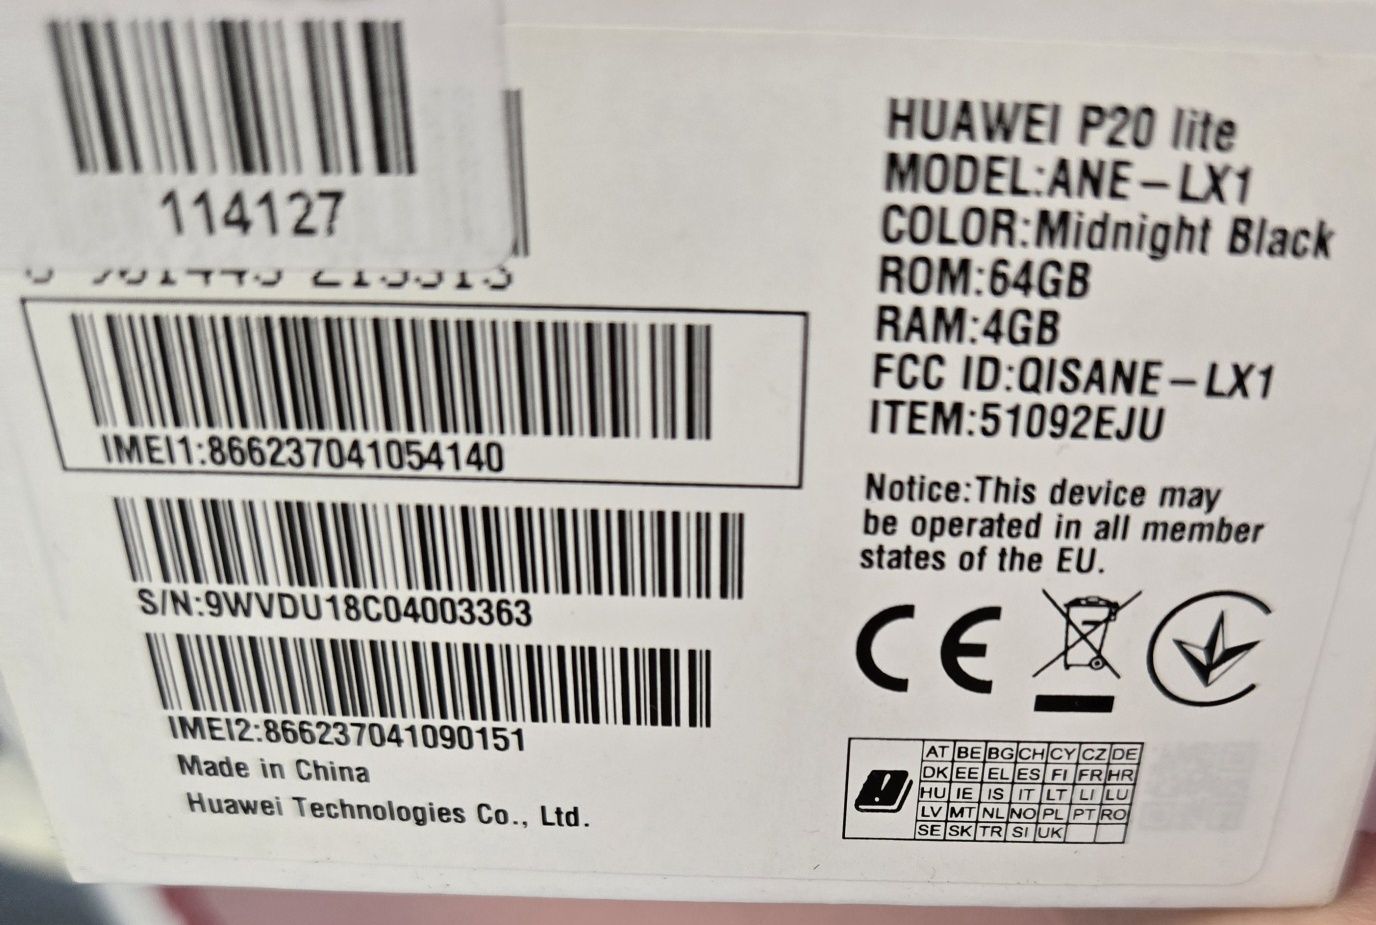 114127
IMEI1:866237041054140
S/N:9WVDU18C04003363
IMEI2:866237041090151
Made in China
Huawei Technologies Co., Ltd.
HUAWEI P20 lite
MODEL:ANE-LX1
COLOR:Midnight Black
ROM:64GB
RAM:4GB
FCC ID:QISANE-LX1
ITEM:51092EJU
Notice:This device may
be operated in all member
states of the EU.
CE
AT BE BG CH CY CZ DE
DK EE EL ES FI FR HR
HU IE IS IT LT LI LU
LV MT NL NO PL PT RO
SE SK TR SI UK